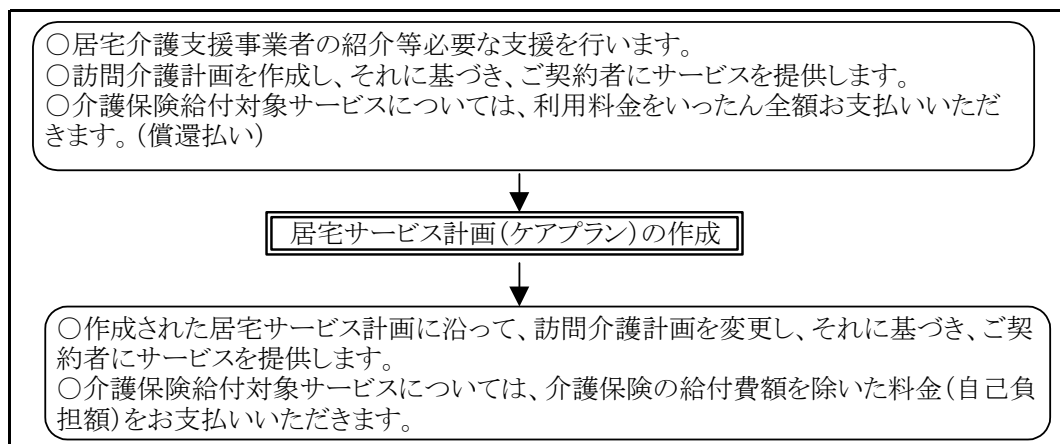 ○居宅介護支援事業者の紹介等必要な支援を行います。
○訪問介護計画を作成し、それに基づき、ご契約者にサービスを提供します。
○介護保険給付対象サービスについては、利用料金をいったん全額お支払いいただ
きます。(償還払い)
居宅サービス計画(ケアプラン)の作成
○作成された居宅サービス計画に沿って、訪問介護計画を変更し、それに基づき、ご契
約者にサービスを提供します。
○介護保険給付対象サービスについては、介護保険の給付費額を除いた料金(自己負
担額)をお支払いいただきます。